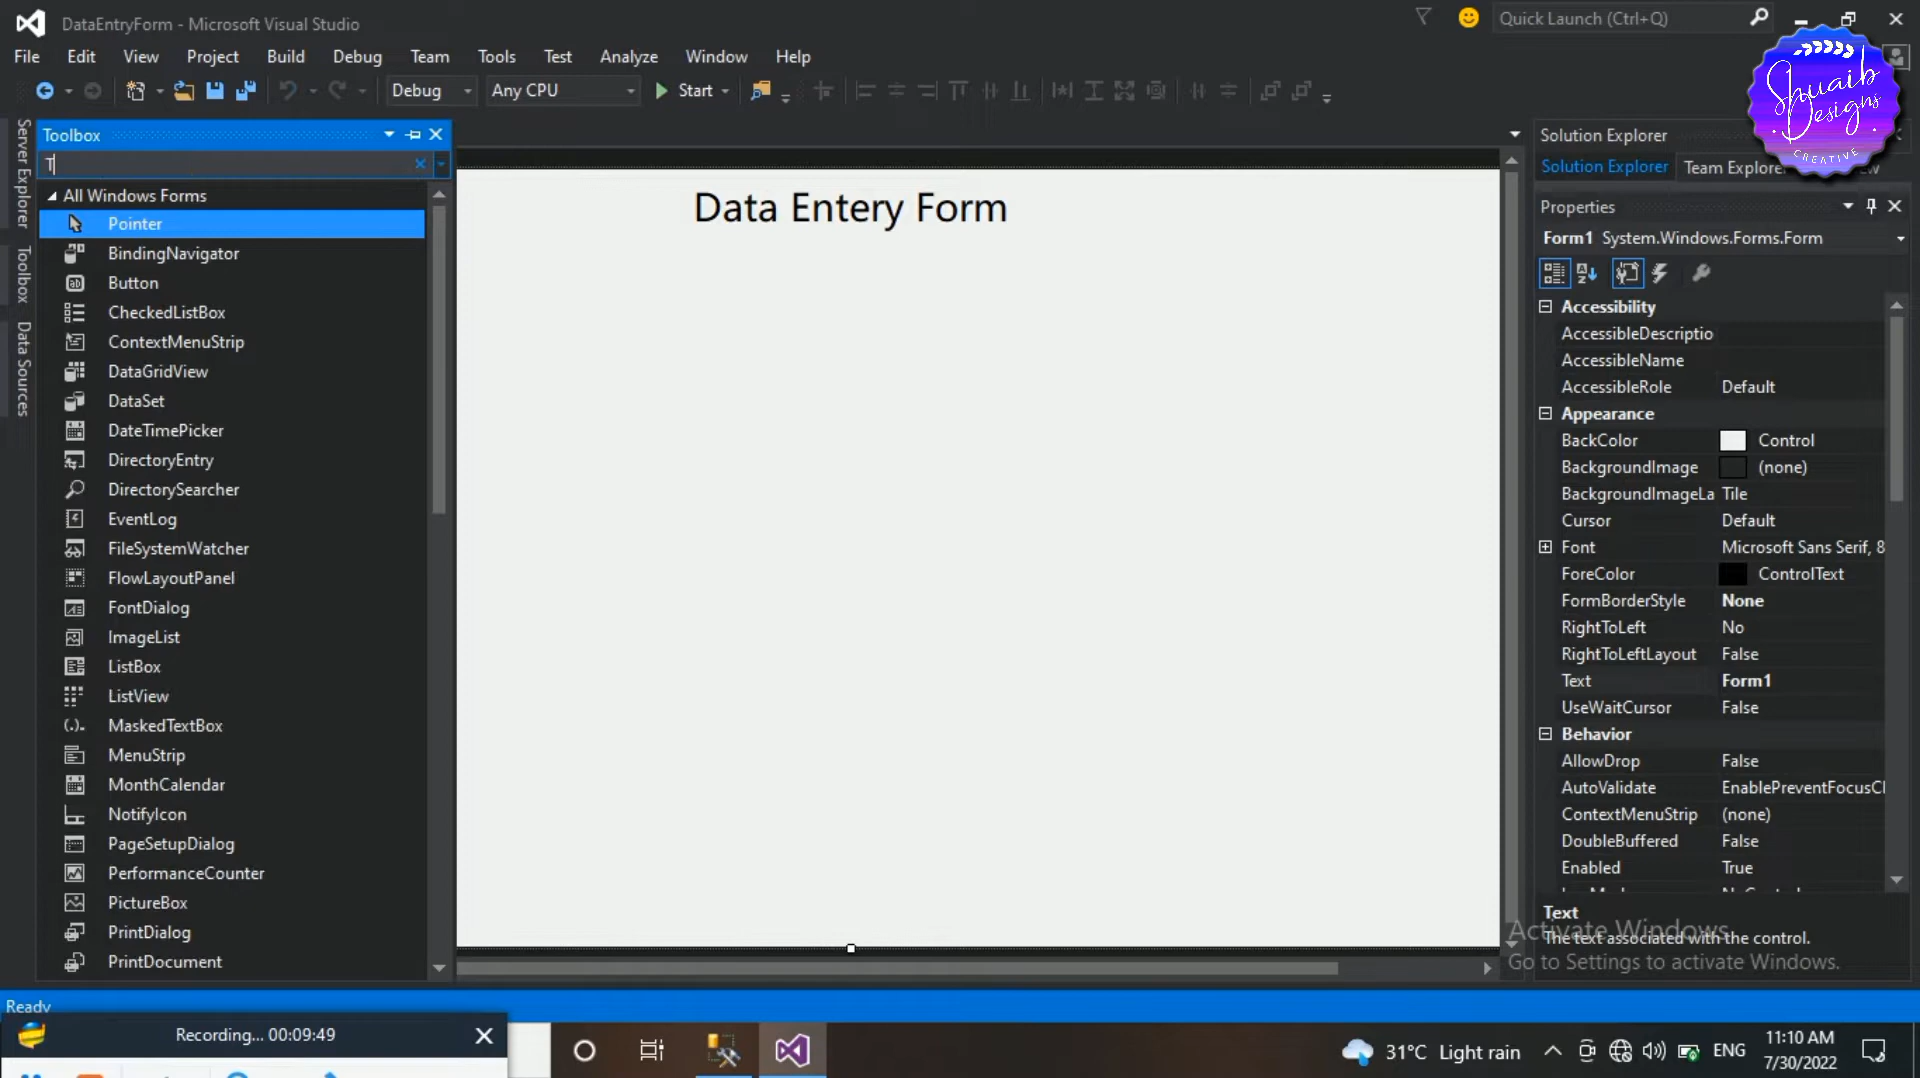 DataEntryForm - Microsoft Visual Studio
Quick Launch (Ctrl+Q)
File Edit View Project Build Debug Team Tools Test Analyze Window Help
Debug Any CPU Start
Shuaib
Designs
CREATIVE
Server Explorer
Toolbox
Data Sources
Toolbox
T
All Windows Forms
Pointer
BindingNavigator
Button
CheckedListBox
ContextMenuStrip
DataGridView
DataSet
DateTimePicker
DirectoryEntry
DirectorySearcher
EventLog
FileSystemWatcher
FlowLayoutPanel
FontDialog
ImageList
ListBox
ListView
MaskedTextBox
MenuStrip
MonthCalendar
NotifyIcon
PageSetupDialog
PerformanceCounter
PictureBox
PrintDialog
PrintDocument
Data Entery Form
Solution Explorer
Solution Explorer Team Explorer
Properties
Form1 System.Windows.Forms.Form
Accessibility
AccessibleDescriptio
AccessibleName
AccessibleRole Default
Appearance
BackColor Control
BackgroundImage (none)
BackgroundImageLa Tile
Cursor Default
Font Microsoft Sans Serif, 8
ForeColor ControlText
FormBorderStyle None
RightToLeft No
RightToLeftLayout False
Text Form1
UseWaitCursor False
Behavior
AllowDrop False
AutoValidate EnablePreventFocusCl
ContextMenuStrip (none)
DoubleBuffered False
Enabled True
Text
The text associated with the control.
Activate Windows
Go to Settings to activate Windows.
Ready
Recording... 00:09:49
31°C Light rain
ENG
11:10 AM
7/30/2022